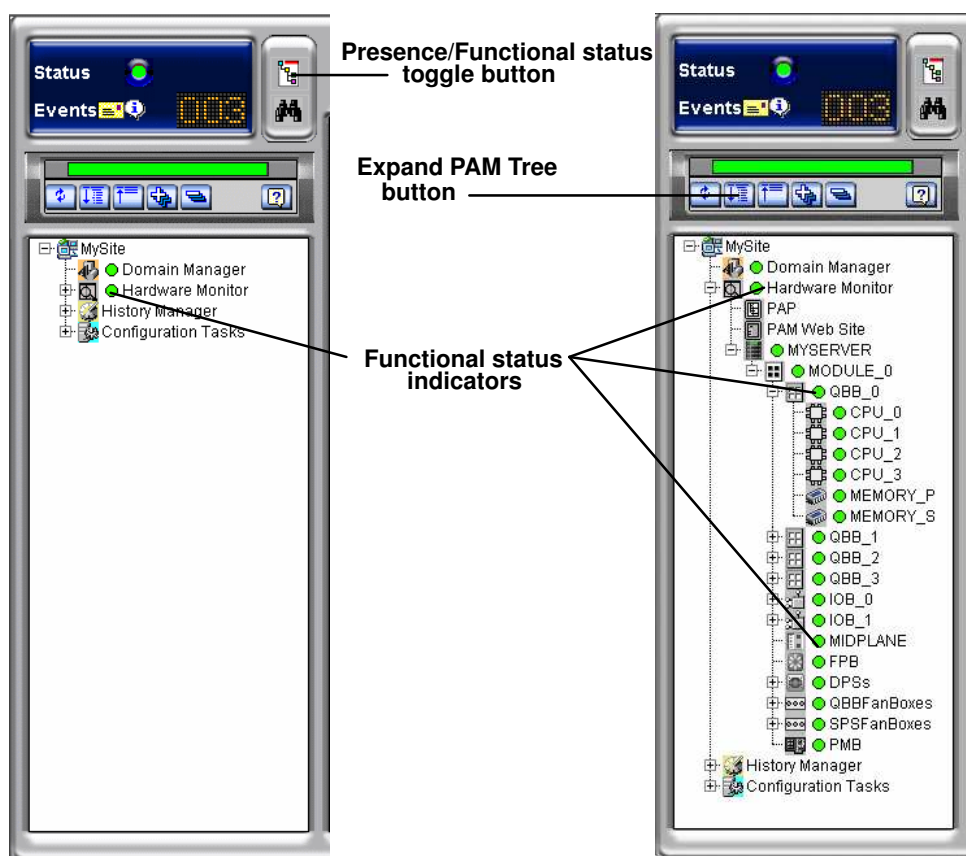 Status
Events
003
Presence/Functional status
toggle button
Expand PAM Tree
button
Functional status
indicators
MySite
Domain Manager
Hardware Monitor
History Manager
Configuration Tasks
Status
Events
003
MySite
Domain Manager
Hardware Monitor
PAP
PAM Web Site
MYSERVER
MODULE_0
QBB_0
CPU_0
CPU_1
CPU_2
CPU_3
MEMORY_P
MEMORY_S
QBB_1
QBB_2
QBB_3
IOB_0
IOB_1
MIDPLANE
FPB
DPSs
QBBFanBoxes
SPSFanBoxes
PMB
History Manager
Configuration Tasks